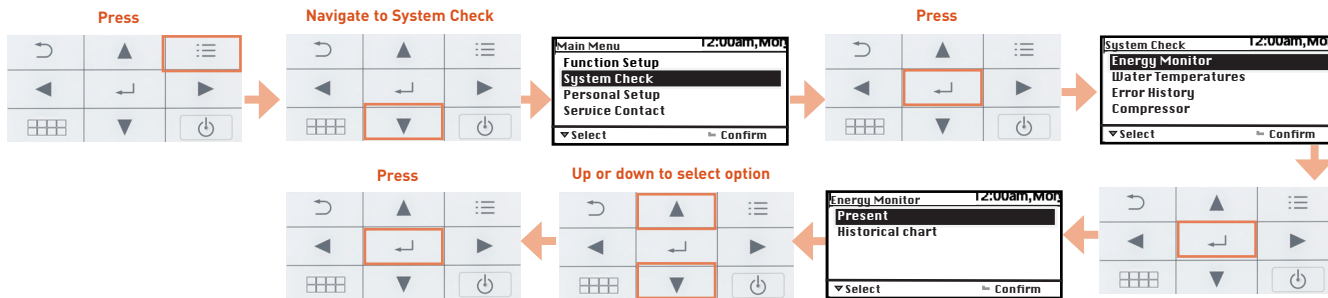 Press
Navigate to System Check
Main Menu 12:00am,Mon
Function Setup
System Check
Personal Setup
Service Contact
▼ Select Confirm
Press
System Check 12:00am,Mo
Energy Monitor
Water Temperatures
Error History
Compressor
▼ Select Confirm
Press
Up or down to select option
Energy Monitor 12:00am,Mon
Present
Historical chart
▼ Select Confirm